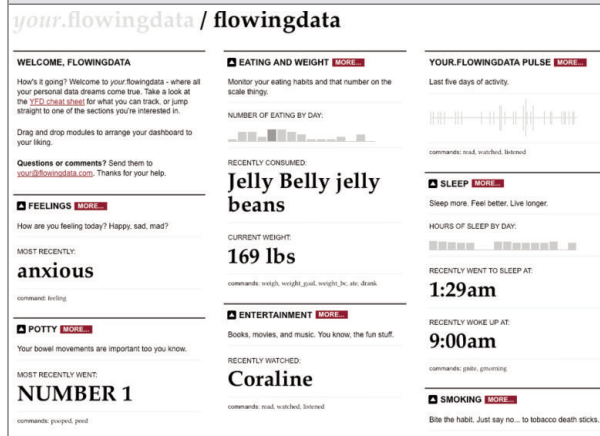 your.flowingdata / flowingdata
WELCOME, FLOWINGDATA
How's it going? Welcome to your.flowingdata - where all
your personal data dreams come true. Take a look at
the YFD cheat sheet for what you can track, or jump
straight to one of the sections you're interested in.
Drag and drop modules to arrange your dashboard to
your liking.
Questions or comments? Send them to
your@flowingdata.com. Thanks for your help.
FEELINGS MORE...
How are you feeling today? Happy, sad, mad?
MOST RECENTLY:
anxious
command: feeling
POTTY MORE...
Your bowel movements are important too you know.
MOST RECENTLY WENT:
NUMBER 1
commands: pooped, peed
EATING AND WEIGHT MORE...
Monitor your eating habits and that number on the
scale thingy.
NUMBER OF EATING BY DAY:
RECENTLY CONSUMED:
Jelly Belly jelly
beans
CURRENT WEIGHT:
169 lbs
commands: weigh, weight_goal, weight_by, ate, drank
ENTERTAINMENT MORE...
Books, movies, and music. You know, the fun stuff.
RECENTLY WATCHED:
Coraline
commands: read, watched, listened
YOUR.FLOWINGDATA PULSE MORE...
Last five days of activity.
commands: read, watched, listened
SLEEP MORE...
Sleep more. Feel better. Live longer.
HOURS OF SLEEP BY DAY:
RECENTLY WENT TO SLEEP AT:
1:29am
RECENTLY WOKE UP AT:
9:00am
commands: gnite, gmorning
SMOKING MORE...
Bite the habit. Just say no... to tobacco death sticks.